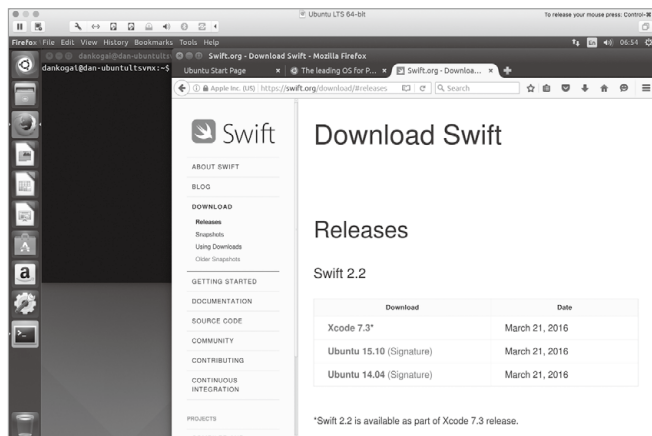 Ubuntu LTS 64-bit
To release your mouse press: Control-⌘
Firefox File Edit View History Bookmarks Tools Help
En 06:54
dankogai@dan-ubuntults
Swift.org - Download Swift - Mozilla Firefox
dankogai@dan-ubuntultsvmx:~$
Ubuntu Start Page × The leading OS for P... × Swift.org - Downloa... ×
Apple Inc. (US) https://swift.org/download/#releases
Search
Swift
ABOUT SWIFT
BLOG
DOWNLOAD
Releases
Snapshots
Using Downloads
Older Snapshots
GETTING STARTED
DOCUMENTATION
SOURCE CODE
COMMUNITY
CONTRIBUTING
CONTINUOUS
INTEGRATION
PROJECTS
Download Swift
Releases
Swift 2.2
Download Date
Xcode 7.3* March 21, 2016
Ubuntu 15.10 (Signature) March 21, 2016
Ubuntu 14.04 (Signature) March 21, 2016
*Swift 2.2 is available as part of Xcode 7.3 release.